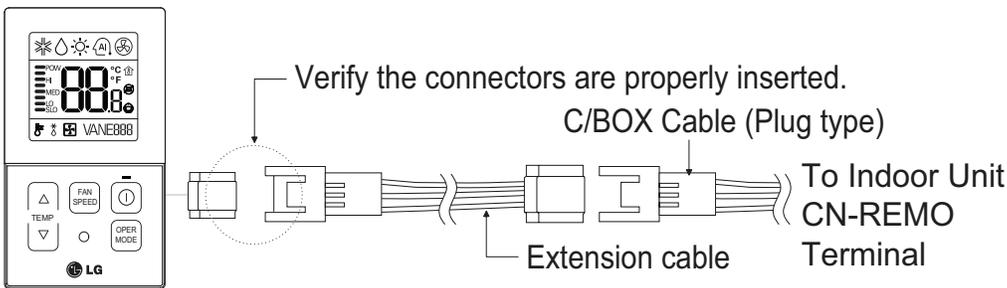 AI
POW
HI
MED
LO
SLO
88.8
°C
°F
VANE888
TEMP
FAN
SPEED
OPER
MODE
LG
Verify the connectors are properly inserted.
C/BOX Cable (Plug type)
To Indoor Unit
CN-REMO
Terminal
Extension cable